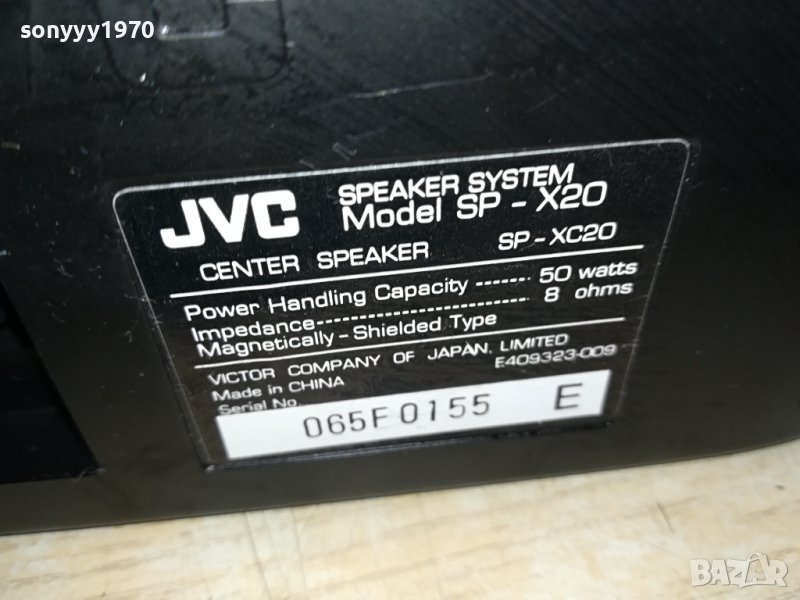 sonyyy1970
JVC
SPEAKER SYSTEM
Model SP - X20
CENTER SPEAKER SP - XC20
Power Handling Capacity ------ 50 watts
Impedance------------------------- 8 ohms
Magnetically - Shielded Type
VICTOR COMPANY OF JAPAN, LIMITED
Made in CHINA E409323-009
Serial No.
065F0155 E
BAZAR